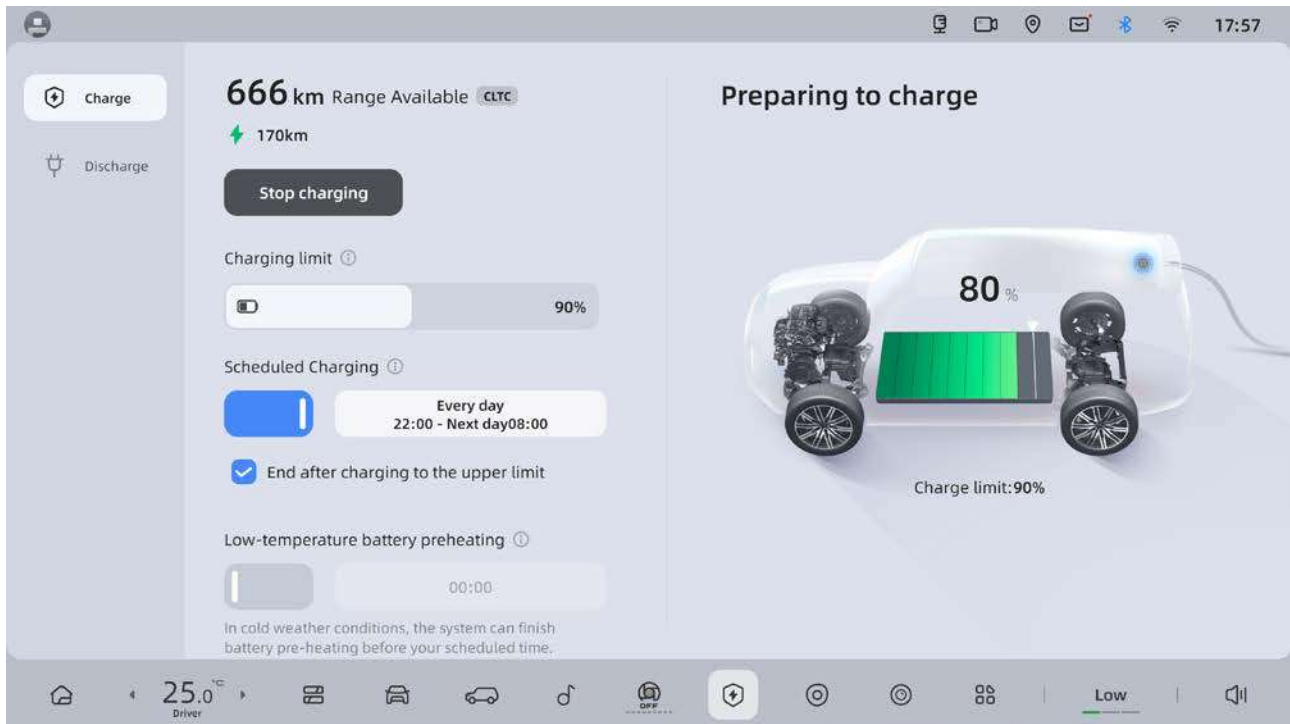 17:57
Charge
Discharge
666 km Range Available CLTC
170km
Stop charging
Charging limit
90%
Scheduled Charging
Every day
22:00 - Next day08:00
End after charging to the upper limit
Low-temperature battery preheating
00:00
In cold weather conditions, the system can finish
battery pre-heating before your scheduled time.
Preparing to charge
80 %
Charge limit:90%
25.0°C
Driver
OFF
Low